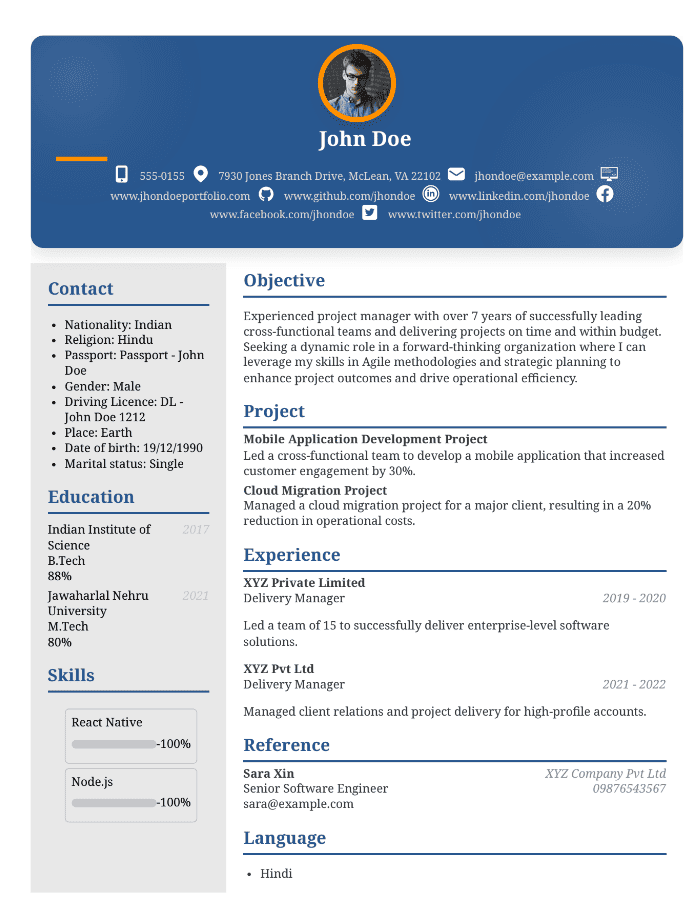 John Doe
555-0155 7930 Jones Branch Drive, McLean, VA 22102 jhondoe@example.com
www.jhondoeportfolio.com www.github.com/jhondoe www.linkedin.com/jhondoe
www.facebook.com/jhondoe www.twitter.com/jhondoe
Contact
• Nationality: Indian
• Religion: Hindu
• Passport: Passport - John
Doe
• Gender: Male
• Driving Licence: DL -
John Doe 1212
• Place: Earth
• Date of birth: 19/12/1990
• Marital status: Single
Education
Indian Institute of 2017
Science
B.Tech
88%
Jawaharlal Nehru 2021
University
M.Tech
80%
Skills
React Native
-100%
Node.js
-100%
Objective
Experienced project manager with over 7 years of successfully leading
cross-functional teams and delivering projects on time and within budget.
Seeking a dynamic role in a forward-thinking organization where I can
leverage my skills in Agile methodologies and strategic planning to
enhance project outcomes and drive operational efficiency.
Project
Mobile Application Development Project
Led a cross-functional team to develop a mobile application that increased
customer engagement by 30%.
Cloud Migration Project
Managed a cloud migration project for a major client, resulting in a 20%
reduction in operational costs.
Experience
XYZ Private Limited
Delivery Manager 2019 - 2020
Led a team of 15 to successfully deliver enterprise-level software
solutions.
XYZ Pvt Ltd
Delivery Manager 2021 - 2022
Managed client relations and project delivery for high-profile accounts.
Reference
Sara Xin XYZ Company Pvt Ltd
Senior Software Engineer 09876543567
sara@example.com
Language
• Hindi